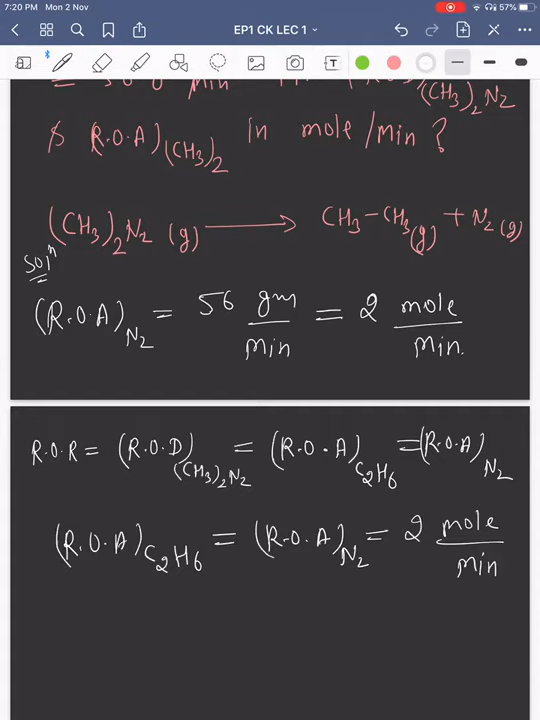 7:20 PM Mon 2 Nov 57%
EP1 CK LEC 1
(CH3)2N2
& (R.O.A)(CH3)2 in mole/min?
(CH3)2N2 (g) → CH3-CH3(g) + N2(g)
Solⁿ
(R.O.A)N2 = 56 gm/min = 2 mole/min.
R.O.R = (R.O.D)(CH3)2N2 = (R.O.A)C2H6 = (R.O.A)N2
(R.O.A)C2H6 = (R.O.A)N2 = 2 mole/min